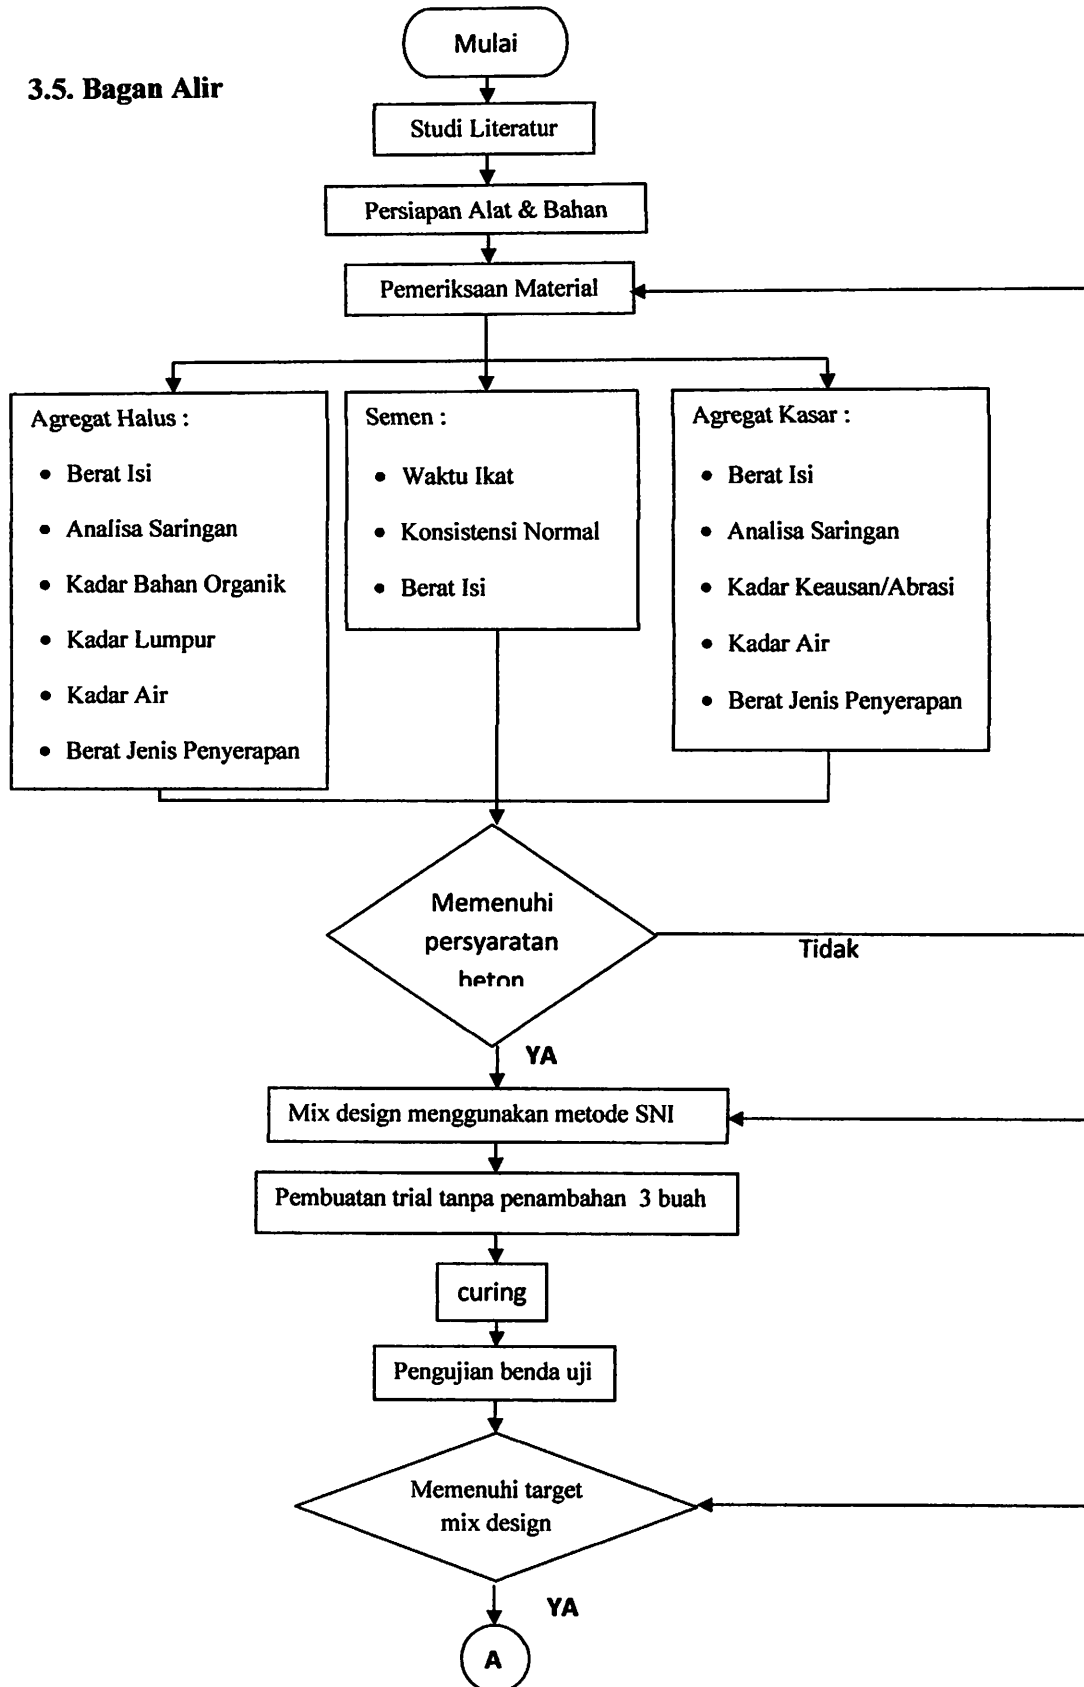 Mulai
3.5. Bagan Alir
Studi Literatur
Persiapan Alat & Bahan
Pemeriksaan Material
Agregat Halus :
• Berat Isi
• Analisa Saringan
• Kadar Bahan Organik
• Kadar Lumpur
• Kadar Air
• Berat Jenis Penyerapan
Semen :
• Waktu Ikat
• Konsistensi Normal
• Berat Isi
Agregat Kasar :
• Berat Isi
• Analisa Saringan
• Kadar Keausan/Abrasi
• Kadar Air
• Berat Jenis Penyerapan
Memenuhi
persyaratan
beton
Tidak
YA
Mix design menggunakan metode SNI
Pembuatan trial tanpa penambahan 3 buah
curing
Pengujian benda uji
Memenuhi target
mix design
YA
A